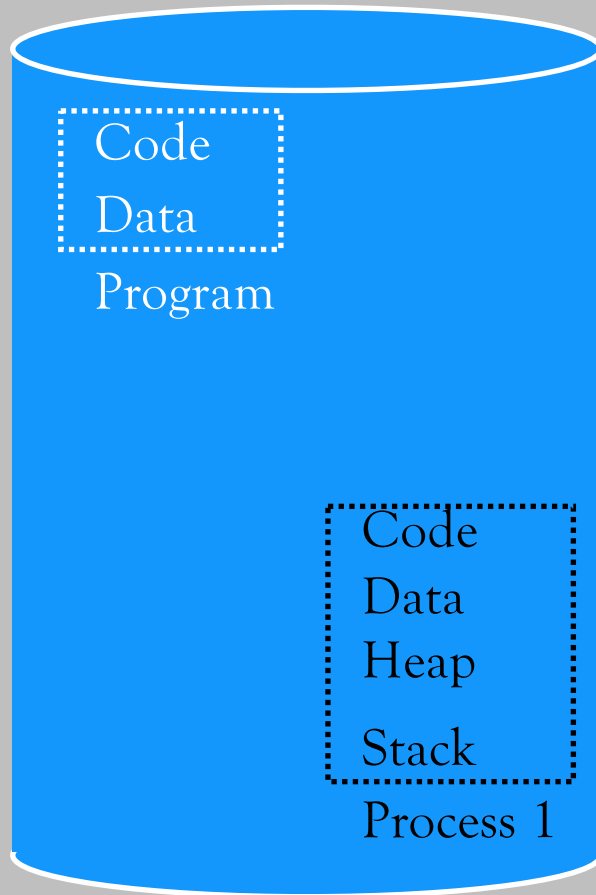 Code
Data
Program
Code
Data
Heap
Stack
Process 1